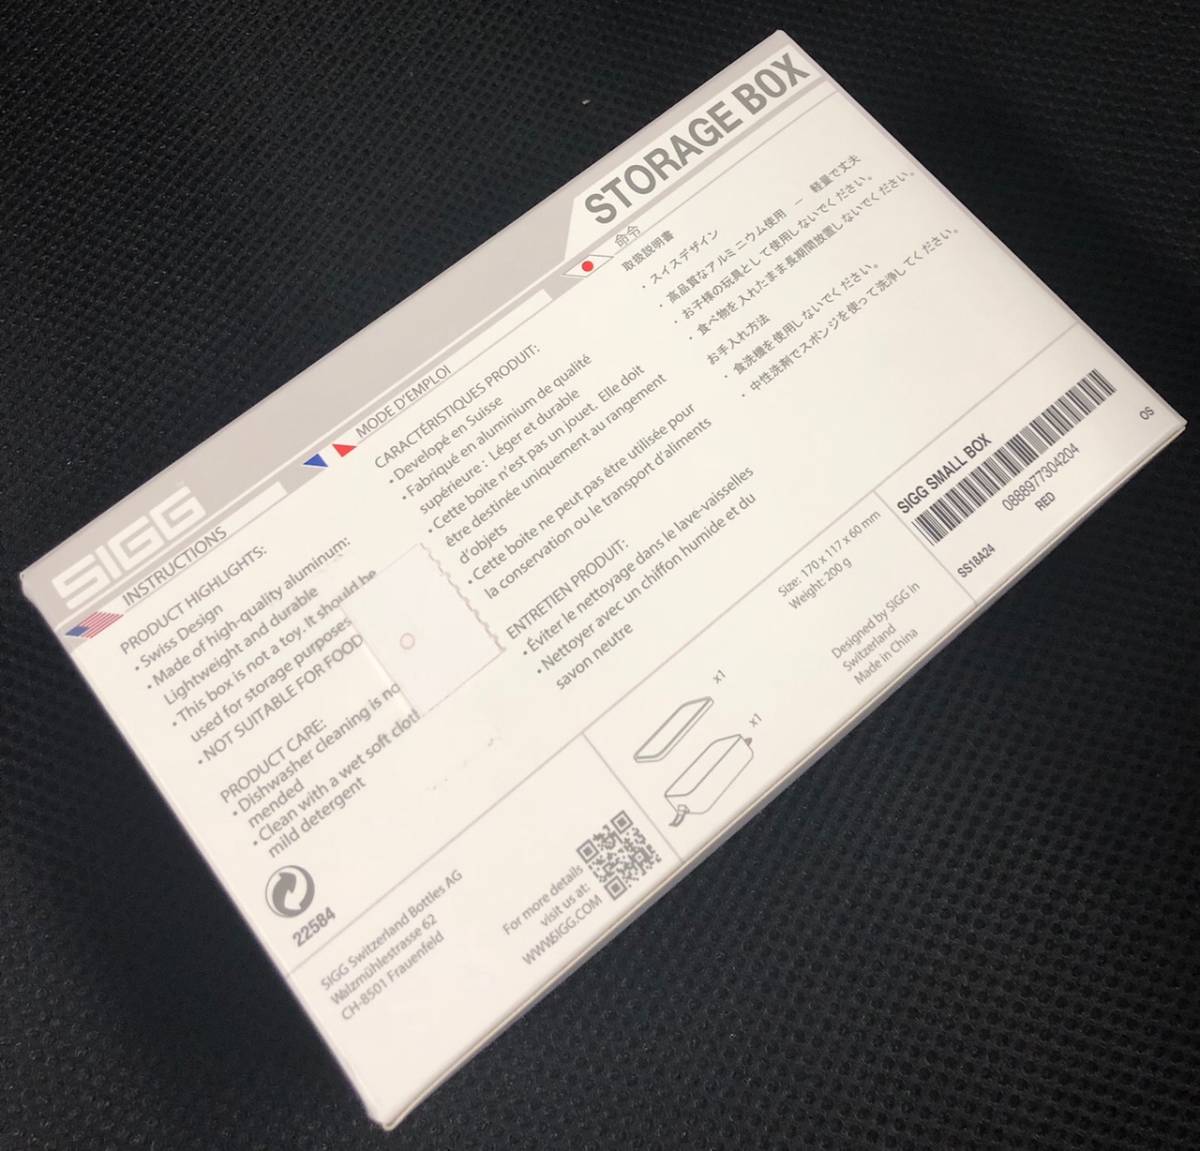 SIGG
STORAGE BOX
INSTRUCTIONS
PRODUCT HIGHLIGHTS:
• Swiss Design
• Made of high-quality aluminum:
Lightweight and durable
• This box is not a toy. It should be
used for storage purposes
• NOT SUITABLE FOR FOOD
PRODUCT CARE:
• Dishwasher cleaning is no
mended
• Clean with a wet soft cloth
mild detergent
22584
MODE D'EMPLOI
CARACTÉRISTIQUES PRODUIT:
• Developé en Suisse
• Fabriqué en aluminium de qualité
supérieure : Léger et durable
• Cette boite n'est pas un jouet. Elle doit
être destinée uniquement au rangement
d'objets
• Cette boite ne peut pas être utilisée pour
la conservation ou le transport d'aliments
ENTRETIEN PRODUIT:
• Éviter le nettoyage dans le lave-vaisselles
• Nettoyer avec un chiffon humide et du
savon neutre
命令
取扱説明書
・スイスデザイン
・高品質なアルミニウム使用 – 軽量で丈夫
・お子様の玩具として使用しないでください。
・食べ物を入れたまま長期間放置しないでください。
お手入れ方法
・食洗機を使用しないでください。
・中性洗剤でスポンジを使って洗浄してください。
SIGG Switzerland Bottles AG
Walzmühlestrasse 62
CH-8501 Frauenfeld
For more details
visit us at:
WWW.SIGG.COM
x1
x1
Size: 170 x 117 x 60 mm
Weight: 200 g
Designed by SIGG in
Switzerland
Made in China
SIGG SMALL BOX
0888977304204
RED
OS
SS18A24